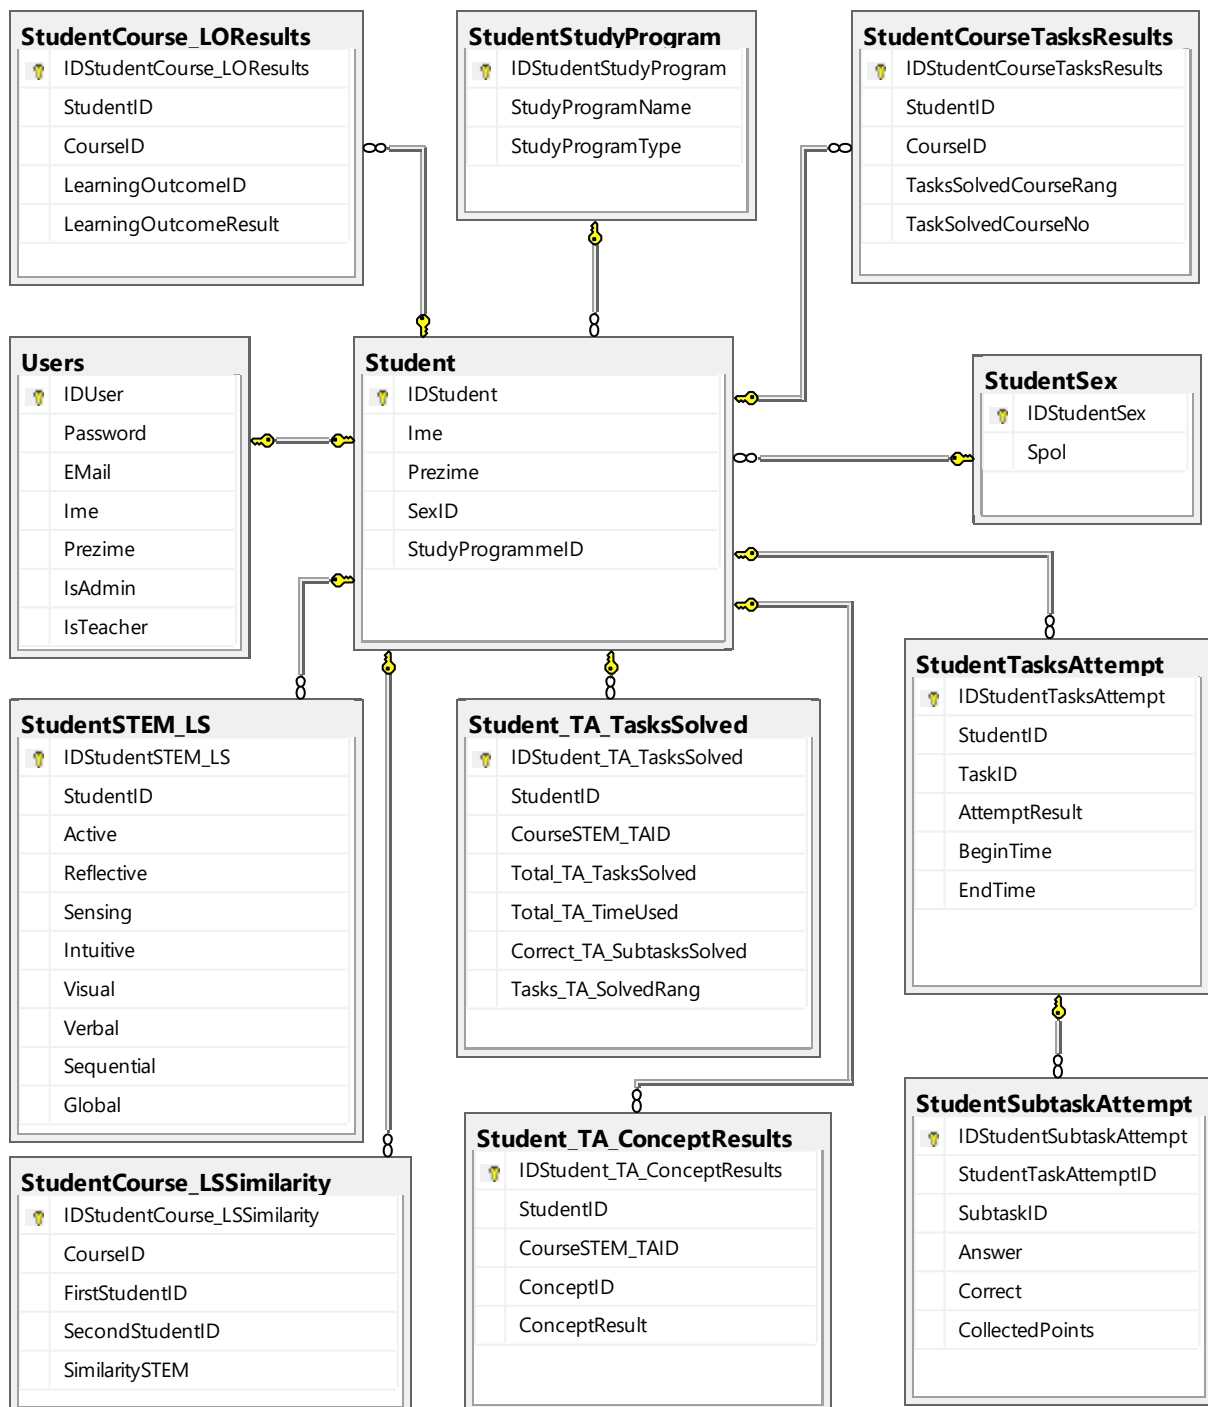 StudentCourse_LOResults
IDStudentCourse_LOResults
StudentID
CourseID
LearningOutcomeID
LearningOutcomeResult
StudentStudyProgram
IDStudentStudyProgram
StudyProgramName
StudyProgramType
StudentCourseTasksResults
IDStudentCourseTasksResults
StudentID
CourseID
TasksSolvedCourseRang
TaskSolvedCourseNo
Users
IDUser
Password
EMail
Ime
Prezime
IsAdmin
IsTeacher
Student
IDStudent
Ime
Prezime
SexID
StudyProgrammeID
StudentSex
IDStudentSex
Spol
StudentSTEM_LS
IDStudentSTEM_LS
StudentID
Active
Reflective
Sensing
Intuitive
Visual
Verbal
Sequential
Global
Student_TA_TasksSolved
IDStudent_TA_TasksSolved
StudentID
CourseSTEM_TAID
Total_TA_TasksSolved
Total_TA_TimeUsed
Correct_TA_SubtasksSolved
Tasks_TA_SolvedRang
StudentTasksAttempt
IDStudentTasksAttempt
StudentID
TaskID
AttemptResult
BeginTime
EndTime
StudentCourse_LSSimilarity
IDStudentCourse_LSSimilarity
CourseID
FirstStudentID
SecondStudentID
SimilaritySTEM
Student_TA_ConceptResults
IDStudent_TA_ConceptResults
StudentID
CourseSTEM_TAID
ConceptID
ConceptResult
StudentSubtaskAttempt
IDStudentSubtaskAttempt
StudentTaskAttemptID
SubtaskID
Answer
Correct
CollectedPoints